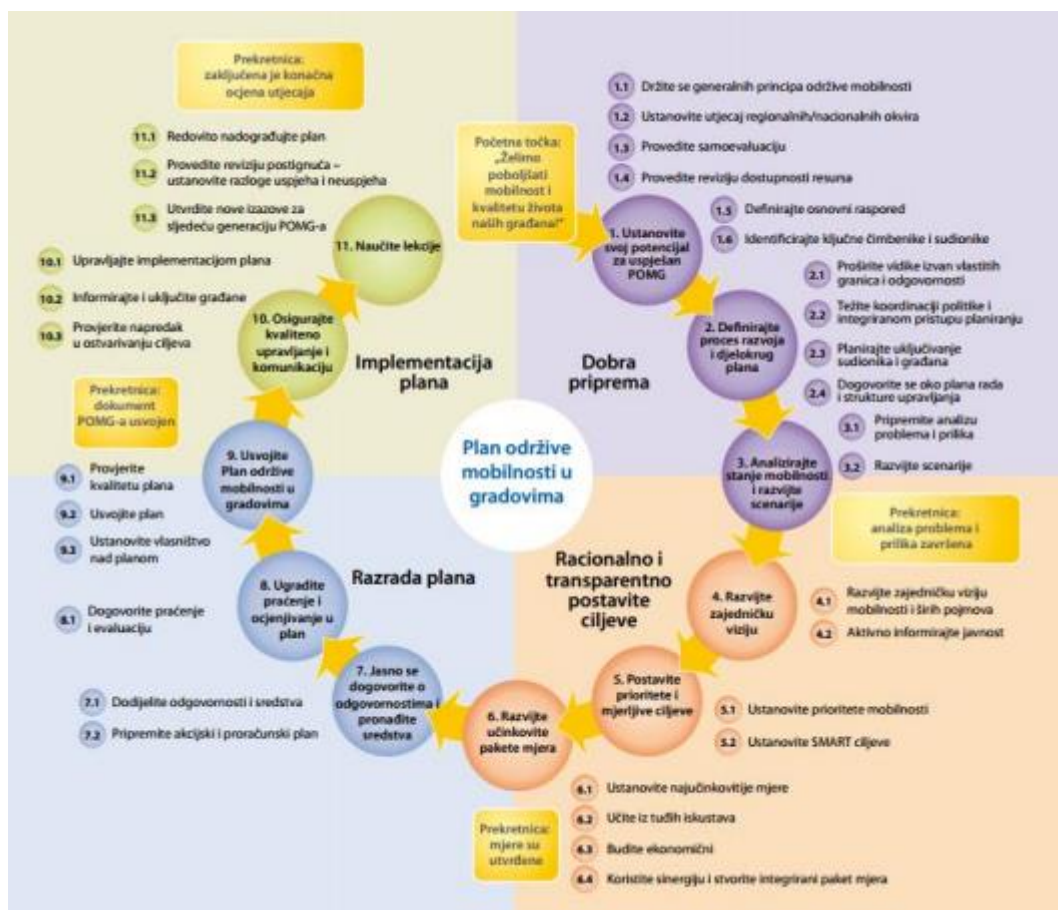 Početna točka:
„Želimo
poboljšati
mobilnost i
kvalitetu života
naših građana!"
1.1 Držite se generalnih principa održive mobilnosti
1.2 Ustanovite utjecaj regionalnih/nacionalnih okvira
1.3 Provedite samoevaluaciju
1.4 Provedite reviziju dostupnosti resursa
1.5 Definirajte osnovni raspored
1.6 Identificirajte ključne čimbenike i sudionike
1. Ustanovite
svoj potencijal
za uspješan
POMG
2.1 Proširite vidike izvan vlastitih
granica i odgovornosti
2.2 Težite koordinaciji politike i
integriranom pristupu planiranju
2.3 Planirajte uključivanje
sudionika i građana
2.4 Dogovorite se oko plana rada
i strukture upravljanja
2. Definirajte
proces razvoja
i djelokrug
plana
Dobra
priprema
3.1 Pripremite analizu
problema i prilika
3.2 Razvijte scenarije
3. Analizirajte
stanje mobilnosti
i razvijte
scenarije
Prekretnica:
analiza problema i
prilika završena
Plan održive
mobilnosti u
gradovima
Racionalno i
transparentno
postavite
ciljeve
4. Razvijte
zajedničku
viziju
4.1 Razvijte zajedničku viziju
mobilnosti i širih pojmova
4.2 Aktivno informirajte javnost
5. Postavite
prioritete i
mjerljive ciljeve
5.1 Ustanovite prioritete mobilnosti
5.2 Ustanovite SMART ciljeve
6. Razvijte
učinkovite
pakete mjera
6.1 Ustanovite najučinkovitije mjere
6.2 Učite iz tuđih iskustava
6.3 Budite ekonomični
6.4 Koristite sinergiju i stvorite integrirani paket mjera
Prekretnica:
mjere su
utvrđene
7. Jasno se
dogovorite o
odgovornostima i
pronađite
sredstva
7.1 Dodijelite odgovornosti i sredstva
7.2 Pripremite akcijski i proračunski plan
Razrada plana
8. Ugradite
praćenje i
ocjenjivanje u
plan
8.1 Dogovorite praćenje
i evaluaciju
9. Usvojite
Plan održive
mobilnosti u
gradovima
9.1 Provjerite
kvalitetu plana
9.2 Usvojite plan
9.3 Ustanovite vlasništvo
nad planom
Prekretnica:
dokument
POMG-a usvojen
Implementacija
plana
10. Osigurajte
kvaliteno
upravljanje i
komunikaciju
10.1 Upravljajte implementacijom plana
10.2 Informirajte i uključite građane
10.3 Provjerite napredak
u ostvarivanju ciljeva
11. Naučite lekcije
11.1 Redovito nadograđujte plan
11.2 Provedite reviziju postignuća –
ustanovite razloge uspjeha i neuspjeha
11.3 Utvrdite nove izazove za
sljedeću generaciju POMG-a
Prekretnica:
zaključena je konačna
ocjena utjecaja